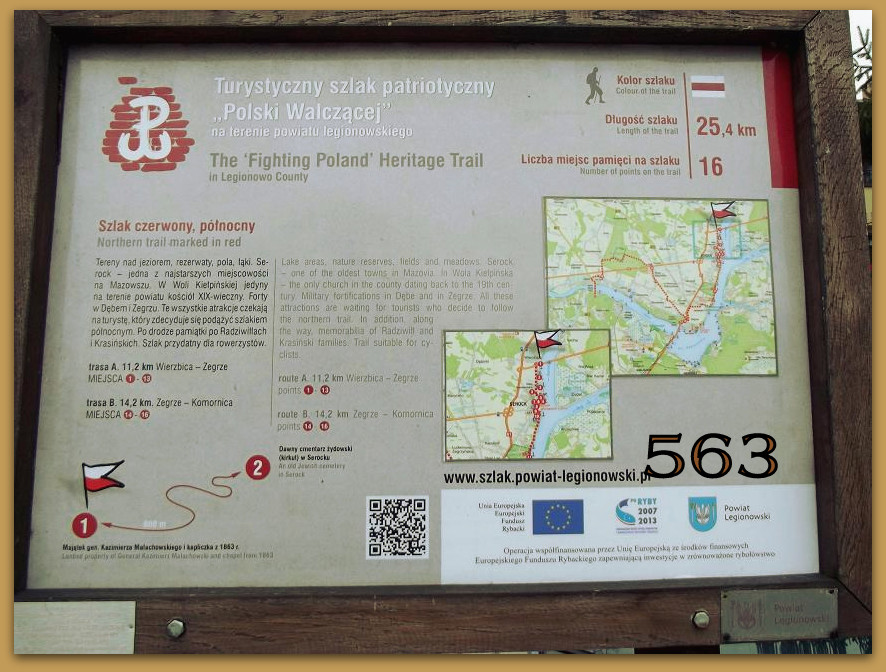 Turystyczny szlak patriotyczny
„Polski Walczącej”
na terenie powiatu legionowskiego
The ‘Fighting Poland’ Heritage Trail
in Legionowo County
Kolor szlaku
Colour of the trail
Długość szlaku
Length of the trail
25,4 km
Liczba miejsc pamięci na szlaku
Number of points on the trail
16
Szlak czerwony, północny
Northern trail marked in red
Tereny nad jeziorem, rezerwaty, pola, łąki. Se-
rock – jedna z najstarszych miejscowości
na Mazowszu. W Woli Kiełpińskiej jedyny
na terenie powiatu kościół XIX-wieczny. Forty
w Dębem i Zegrzu. Te wszystkie atrakcje czekają
na turystę, który zdecyduje się podążyć szlakiem
północnym. Po drodze pamiątki po Radziwiłłach
i Krasińskich. Szlak przydatny dla rowerzystów.
trasa A. 11,2 km Wierzbica – Zegrze
MIEJSCA 1 - 13
trasa B. 14,2 km. Zegrze – Komornica
MIEJSCA 14 - 16
Lake areas, nature reserves, fields and meadows. Serock
– one of the oldest towns in Mazovia. In Wola Kiełpińska
– the only church in the county dating back to the 19th cen-
tury. Military fortifications in Dębe and in Zegrze. All these
attractions are waiting for tourists who decide to follow
the northern trail. In addition, along
the way, memorabilia of Radziwiłł and
Krasiński families. Trail suitable for cy-
clists.
route A. 11,2 km Wierzbica – Zegrze
points 1 - 13
route B. 14,2 km Zegrze – Komornica
points 14 - 16
SEROCK
2
Dawny cmentarz żydowski
(kirkut) w Serocku
An old Jewish cemetery
in Serock
1
800 m
Majątek gen. Kazimierza Małachowskiego i kapliczka z 1863 r.
Landed property of General Kazimierz Małachowski and chapel from 1863
www.szlak.powiat-legionowski.pl
563
Unia Europejska
Europejski
Fundusz
Rybacki
PO RYBY
2007
2013
Powiat
Legionowski
Operacja współfinansowana przez Unię Europejską ze środków finansowych
Europejskiego Funduszu Rybackiego zapewniającą inwestycje w zrównoważone rybołówstwo
Powiat
Legionowski